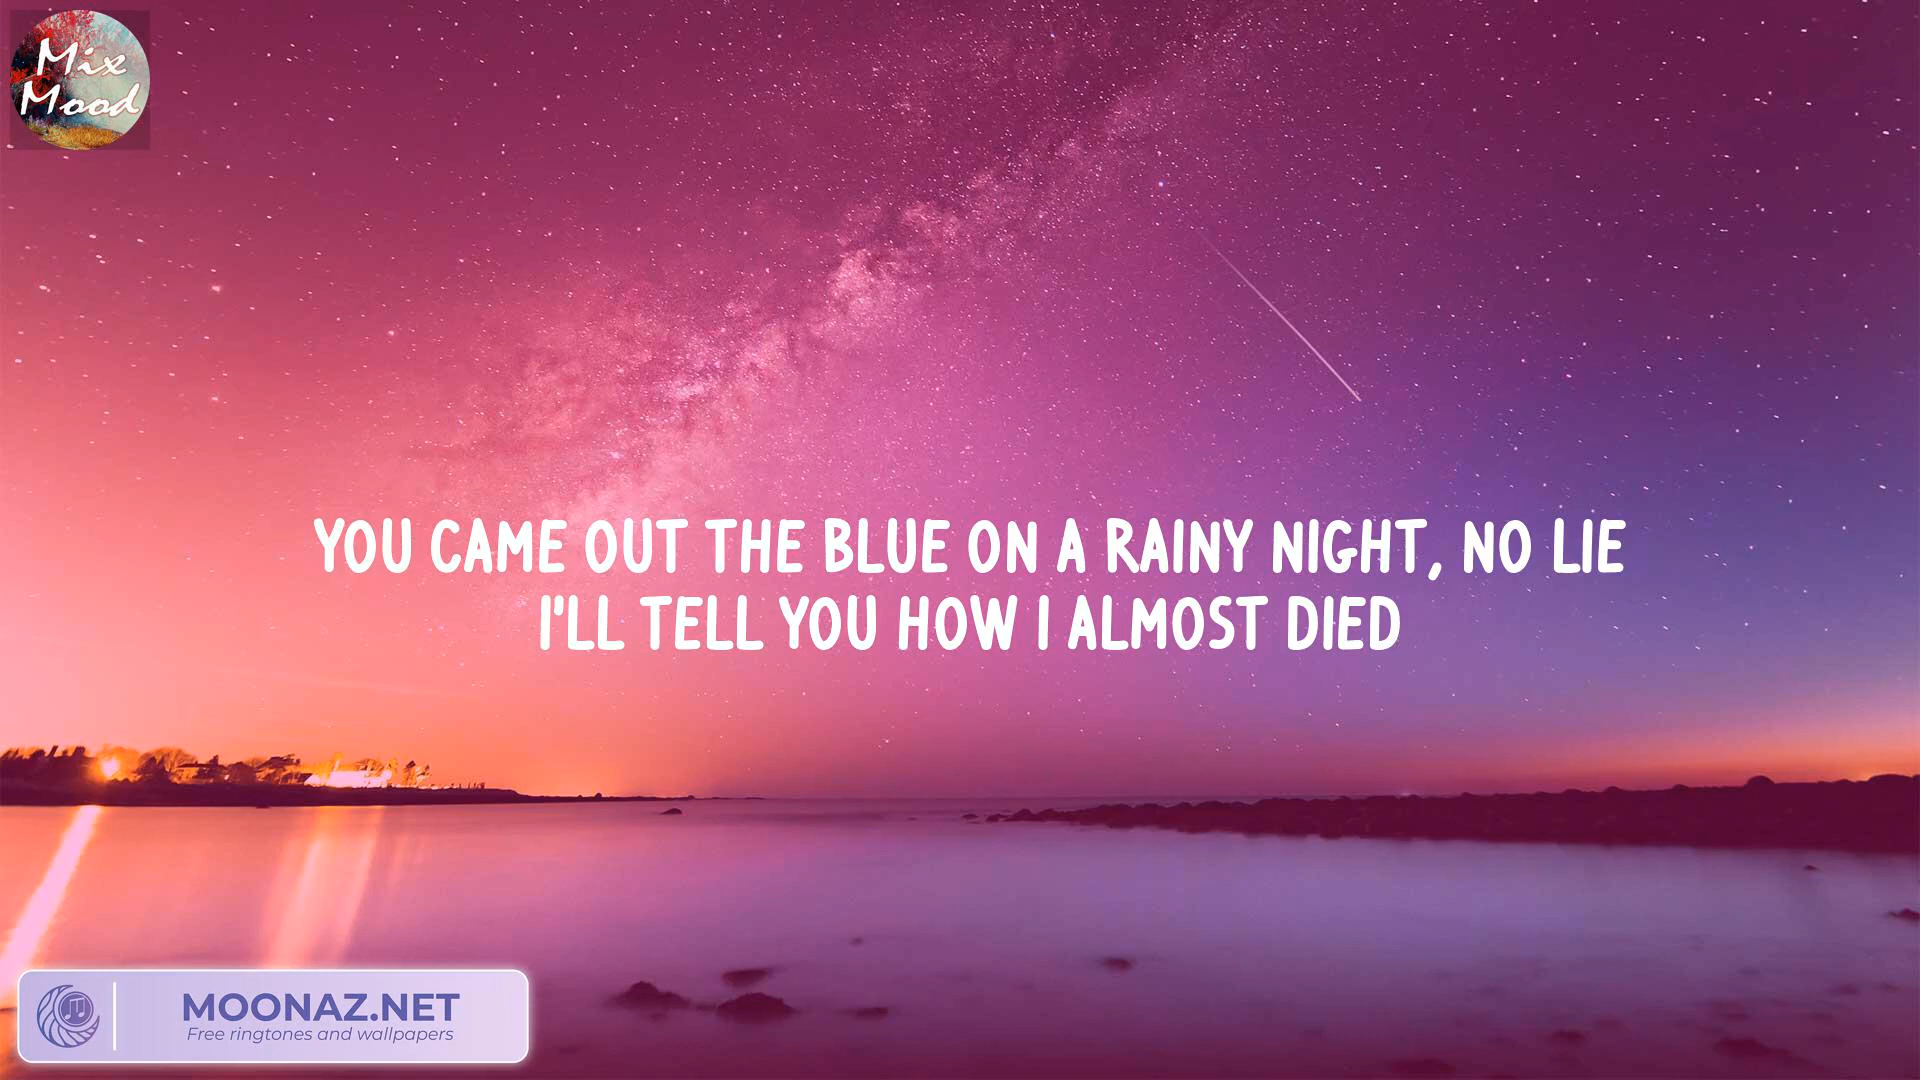 Mix
Mood
YOU CAME OUT THE BLUE ON A RAINY NIGHT, NO LIE
I'LL TELL YOU HOW I ALMOST DIED
MOONAZ.NET
Free ringtones and wallpapers